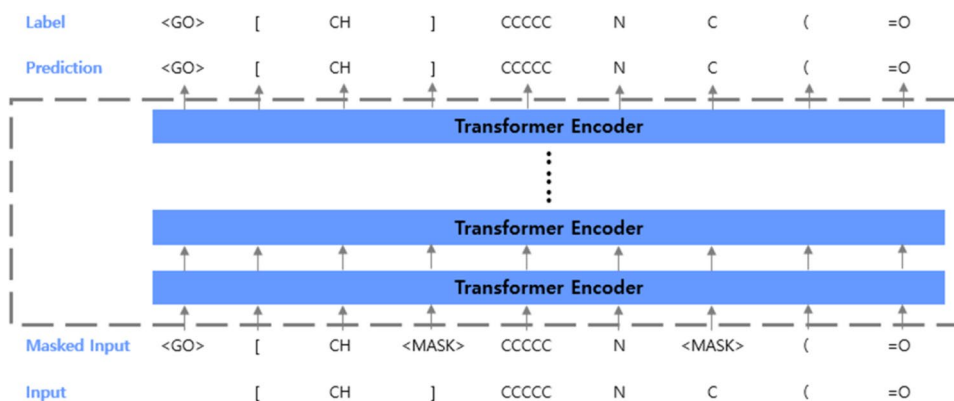 Label <GO> [ CH ] CCCCC N C ( =O
Prediction <GO> [ CH ] CCCCC N C ( =O
Transformer Encoder
Transformer Encoder
Transformer Encoder
Masked Input <GO> [ CH <MASK> CCCCC N <MASK> ( =O
Input [ CH ] CCCCC N C ( =O